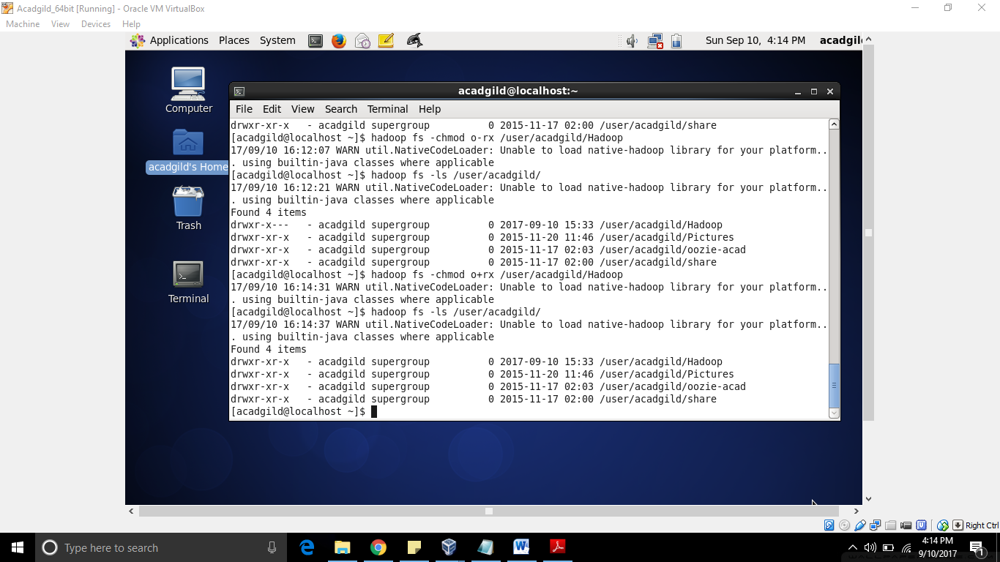 Acadgild_64bit [Running] - Oracle VM VirtualBox
Machine View Devices Help
Applications Places System Sun Sep 10, 4:14 PM acadgil
Computer
acadgild's Home
Trash
Terminal
acadgild@localhost:~
File Edit View Search Terminal Help
drwxr-xr-x   - acadgild supergroup          0 2015-11-17 02:00 /user/acadgild/share
[acadgild@localhost ~]$ hadoop fs -chmod o-rx /user/acadgild/Hadoop
17/09/10 16:12:07 WARN util.NativeCodeLoader: Unable to load native-hadoop library for your platform..
. using builtin-java classes where applicable
[acadgild@localhost ~]$ hadoop fs -ls /user/acadgild/
17/09/10 16:12:21 WARN util.NativeCodeLoader: Unable to load native-hadoop library for your platform..
. using builtin-java classes where applicable
Found 4 items
drwxr-x---   - acadgild supergroup          0 2017-09-10 15:33 /user/acadgild/Hadoop
drwxr-xr-x   - acadgild supergroup          0 2015-11-20 11:46 /user/acadgild/Pictures
drwxr-xr-x   - acadgild supergroup          0 2015-11-17 02:03 /user/acadgild/oozie-acad
drwxr-xr-x   - acadgild supergroup          0 2015-11-17 02:00 /user/acadgild/share
[acadgild@localhost ~]$ hadoop fs -chmod o+rx /user/acadgild/Hadoop
17/09/10 16:14:31 WARN util.NativeCodeLoader: Unable to load native-hadoop library for your platform..
. using builtin-java classes where applicable
[acadgild@localhost ~]$ hadoop fs -ls /user/acadgild/
17/09/10 16:14:37 WARN util.NativeCodeLoader: Unable to load native-hadoop library for your platform..
. using builtin-java classes where applicable
Found 4 items
drwxr-xr-x   - acadgild supergroup          0 2017-09-10 15:33 /user/acadgild/Hadoop
drwxr-xr-x   - acadgild supergroup          0 2015-11-20 11:46 /user/acadgild/Pictures
drwxr-xr-x   - acadgild supergroup          0 2015-11-17 02:03 /user/acadgild/oozie-acad
drwxr-xr-x   - acadgild supergroup          0 2015-11-17 02:00 /user/acadgild/share
[acadgild@localhost ~]$
Right Ctrl
Type here to search
4:14 PM
9/10/2017
1